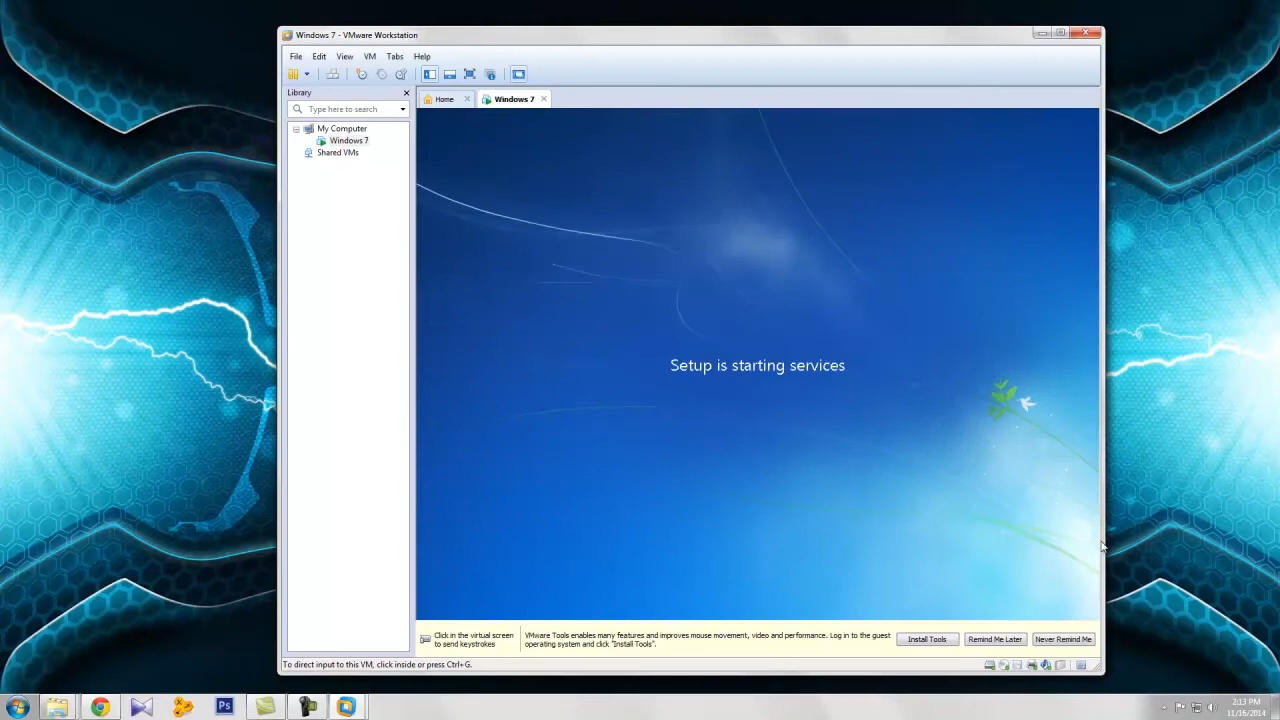 Windows 7 - VMware Workstation
File Edit View VM Tabs Help
Library
Home
Windows 7
Type here to search
My Computer
Windows 7
Shared VMs
Setup is starting services
Click in the virtual screen
to send keystrokes
VMware Tools enables many features and improves mouse movement, video and performance. Log in to the guest
operating system and click "Install Tools".
Install Tools
Remind Me Later
Never Remind Me
To direct input to this VM, click inside or press Ctrl+G.
Ps
2:13 PM
11/16/2014